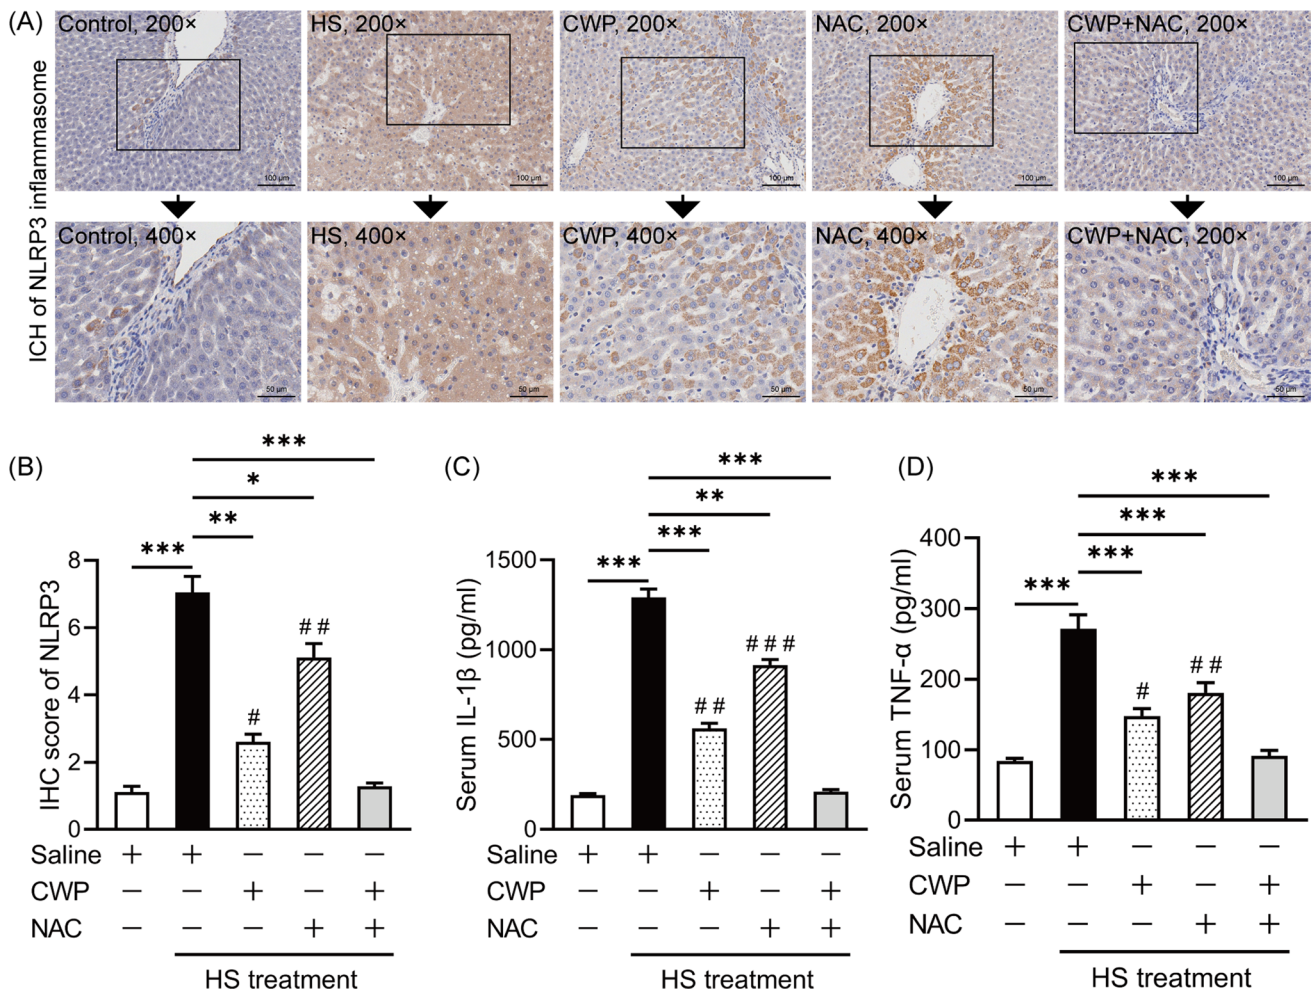 (A)
Control, 200×
HS, 200×
CWP, 200×
NAC, 200×
CWP+NAC, 200×
100 µm
100 µm
100 µm
100 µm
100 µm
ICH of NLRP3 inflammasome
Control, 400×
HS, 400×
CWP, 400×
NAC, 400×
CWP+NAC, 200×
50 µm
50 µm
50 µm
50 µm
50 µm
(B)
***
*
**
***
IHC score of NLRP3
8
6
4
2
0
#
##
Saline + + − − −
CWP − − + − +
NAC − − − + +
HS treatment
(C)
***
**
***
***
Serum IL-1β (pg/ml)
1500
1000
500
0
##
###
Saline + + − − −
CWP − − + − +
NAC − − − + +
HS treatment
(D)
***
***
***
***
Serum TNF-α (pg/ml)
400
300
200
100
0
#
##
Saline + + − − −
CWP − − + − +
NAC − − − + +
HS treatment